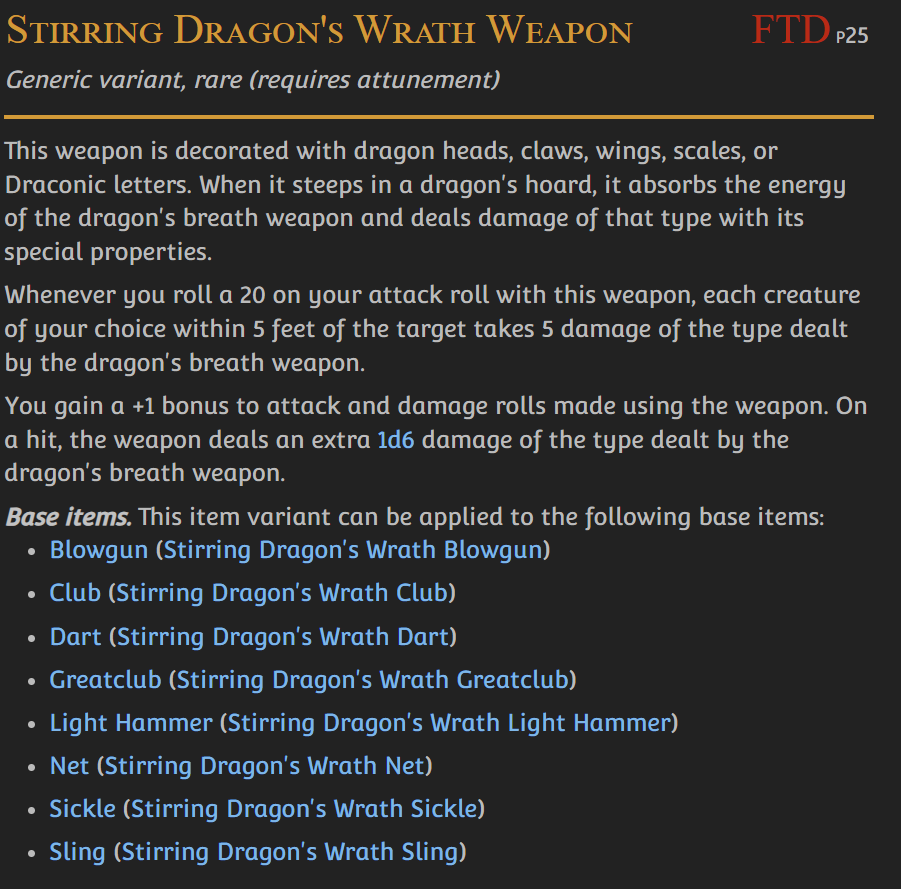 Stirring Dragon's Wrath Weapon FTD p25
Generic variant, rare (requires attunement)
This weapon is decorated with dragon heads, claws, wings, scales, or
Draconic letters. When it steeps in a dragon's hoard, it absorbs the energy
of the dragon's breath weapon and deals damage of that type with its
special properties.
Whenever you roll a 20 on your attack roll with this weapon, each creature
of your choice within 5 feet of the target takes 5 damage of the type dealt
by the dragon's breath weapon.
You gain a +1 bonus to attack and damage rolls made using the weapon. On
a hit, the weapon deals an extra 1d6 damage of the type dealt by the
dragon's breath weapon.
Base items. This item variant can be applied to the following base items:
• Blowgun (Stirring Dragon's Wrath Blowgun)
• Club (Stirring Dragon's Wrath Club)
• Dart (Stirring Dragon's Wrath Dart)
• Greatclub (Stirring Dragon's Wrath Greatclub)
• Light Hammer (Stirring Dragon's Wrath Light Hammer)
• Net (Stirring Dragon's Wrath Net)
• Sickle (Stirring Dragon's Wrath Sickle)
• Sling (Stirring Dragon's Wrath Sling)